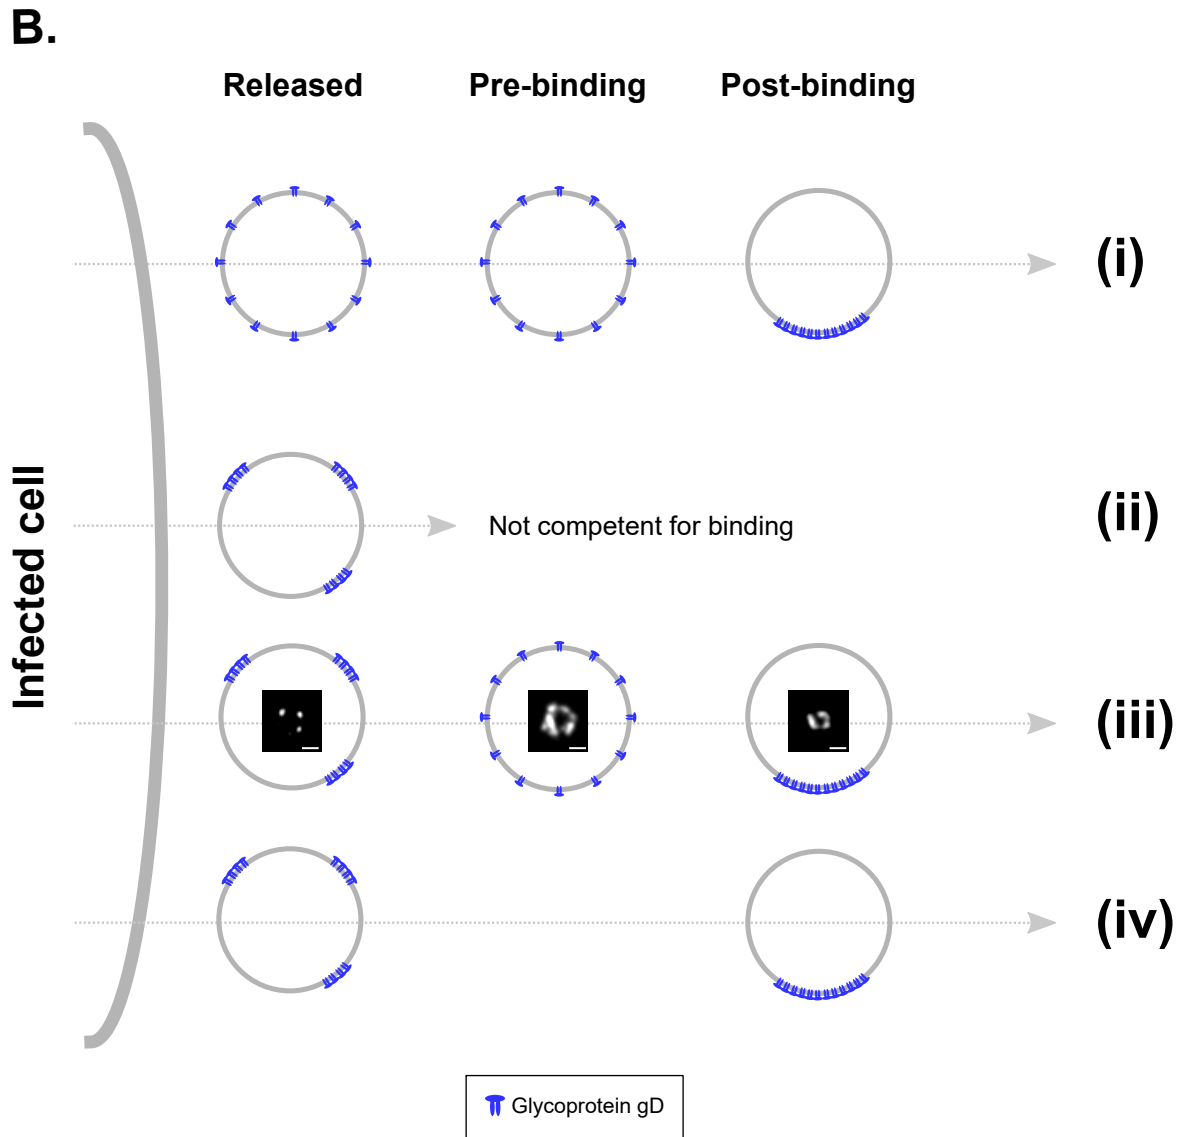 B.
Released
Pre-binding
Post-binding
(i)
Infected cell
Not competent for binding
(ii)
(iii)
(iv)
Glycoprotein gD